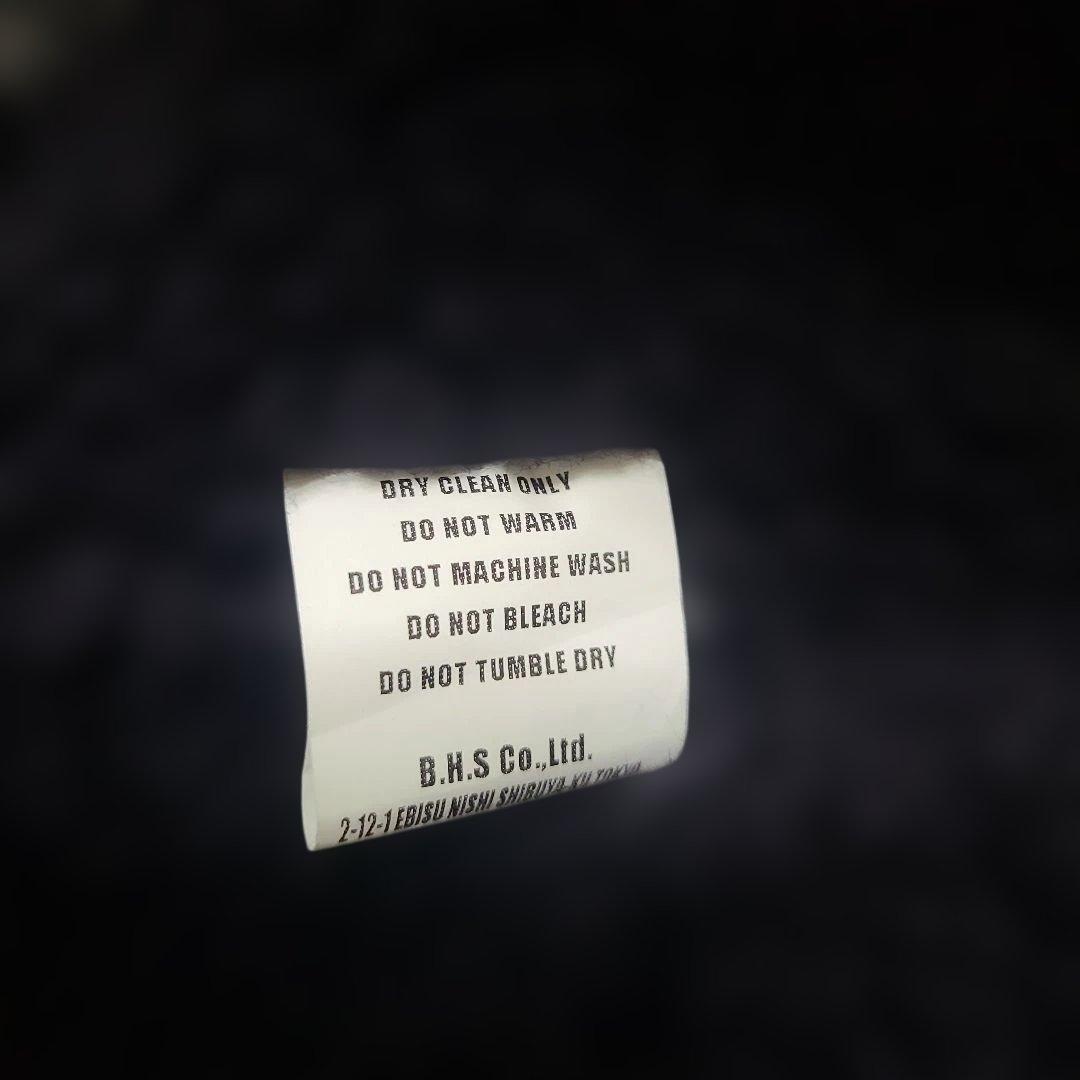 DRY CLEAN ONLY
DO NOT WARM
DO NOT MACHINE WASH
DO NOT BLEACH
DO NOT TUMBLE DRY
B.H.S Co.,Ltd.
2-12-1 EBISU NISHI SHIBUYA-KU TOKYO